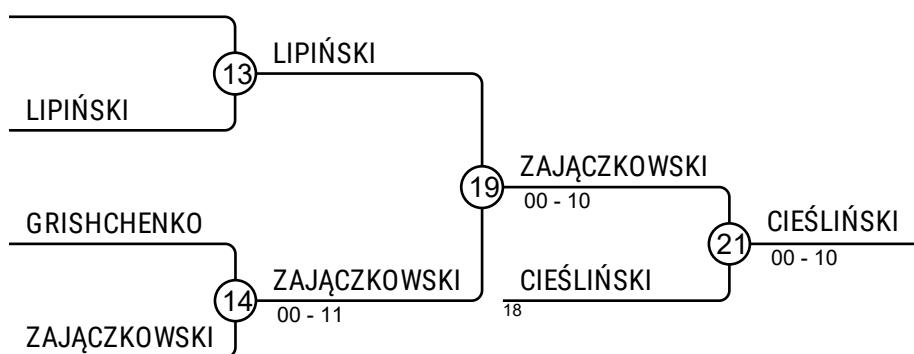 LIPIŃSKI
13
LIPIŃSKI
ZAJĄCZKOWSKI
19
00 - 10
GRISHCHENKO
CIEŚLIŃSKI
21
00 - 10
ZAJĄCZKOWSKI
CIEŚLIŃSKI
14
00 - 11
18
ZAJĄCZKOWSKI